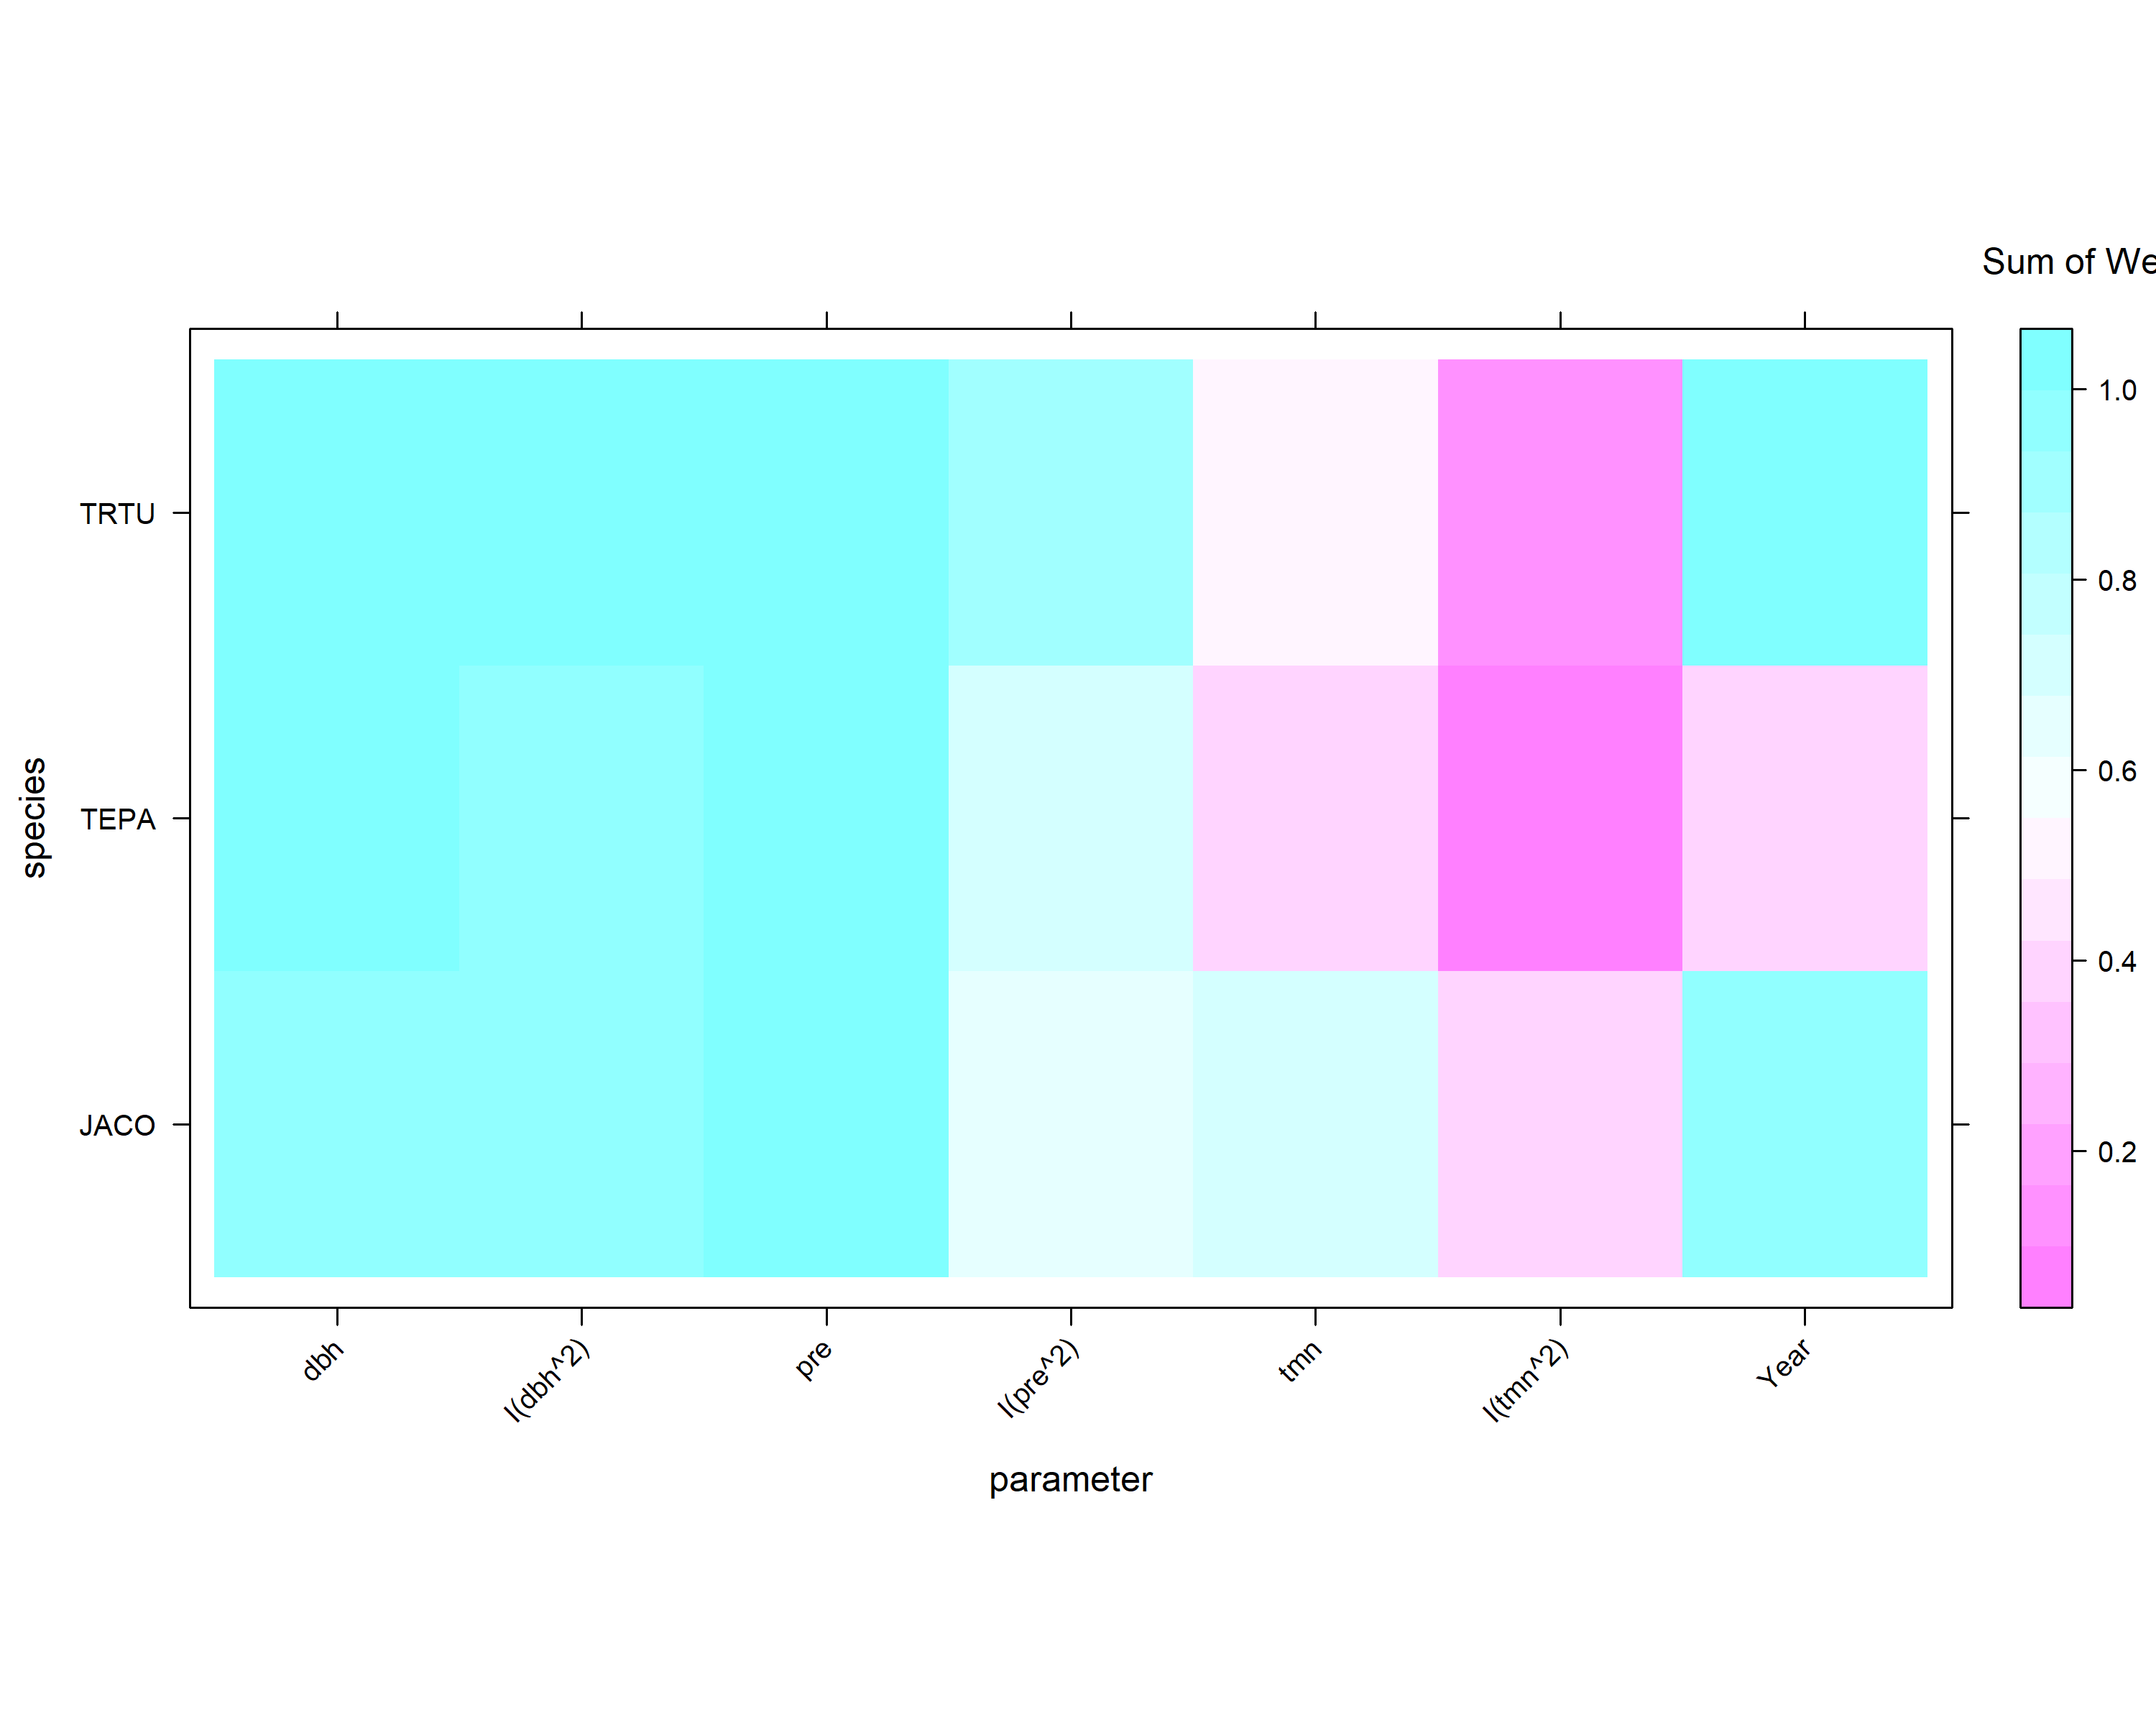 Sum of We
1.0
0.8
0.6
0.4
0.2
TRTU
TEPA
JACO
species
dbh
I(dbh^2)
pre
I(pre^2)
tmn
I(tmn^2)
Year
parameter